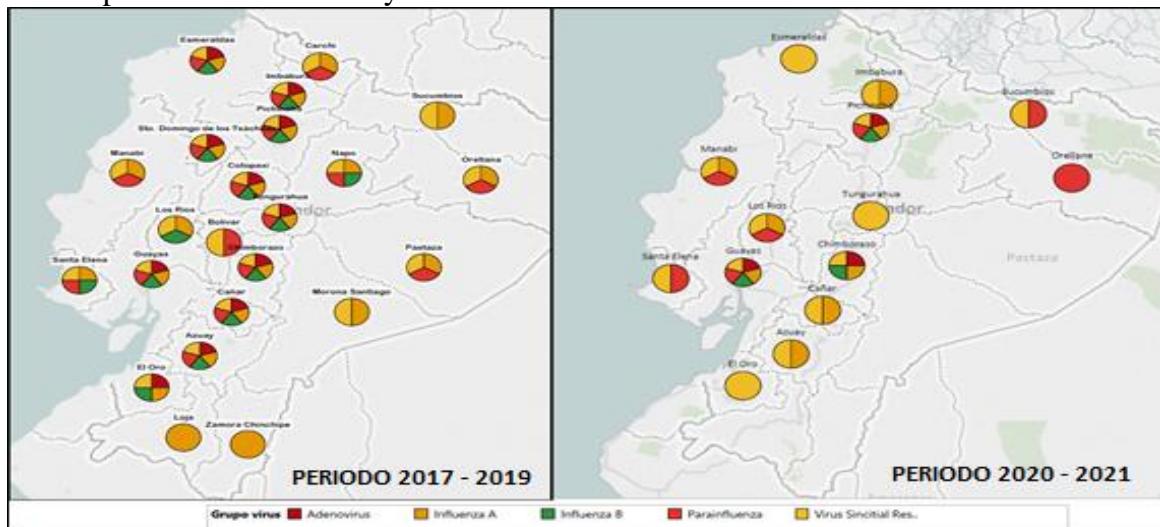 Esmeraldas
Carchi
Imbabura
Pichincha
Sucumbios
Sto. Domingo de los Tsáchilas
Manabi
Cotopaxi
Napo
Orellana
Tungurahua
Los Rios
Bolivar
Chimborazo
Santa Elena
Guayas
Pastaza
Cañar
Morona Santiago
Azuay
El Oro
Loja
Zamora Chinchipe
PERIODO 2017 - 2019
Esmeraldas
Imbabura
Pichincha
Sucumbios
Manabi
Orellana
Tungurahua
Los Rios
Chimborazo
Guayas
Santa Elena
Pastaza
Cañar
Azuay
El Oro
PERIODO 2020 - 2021
Grupo virus Adenovirus Influenza A Influenza B Parainfluenza Virus Sincitial Res..